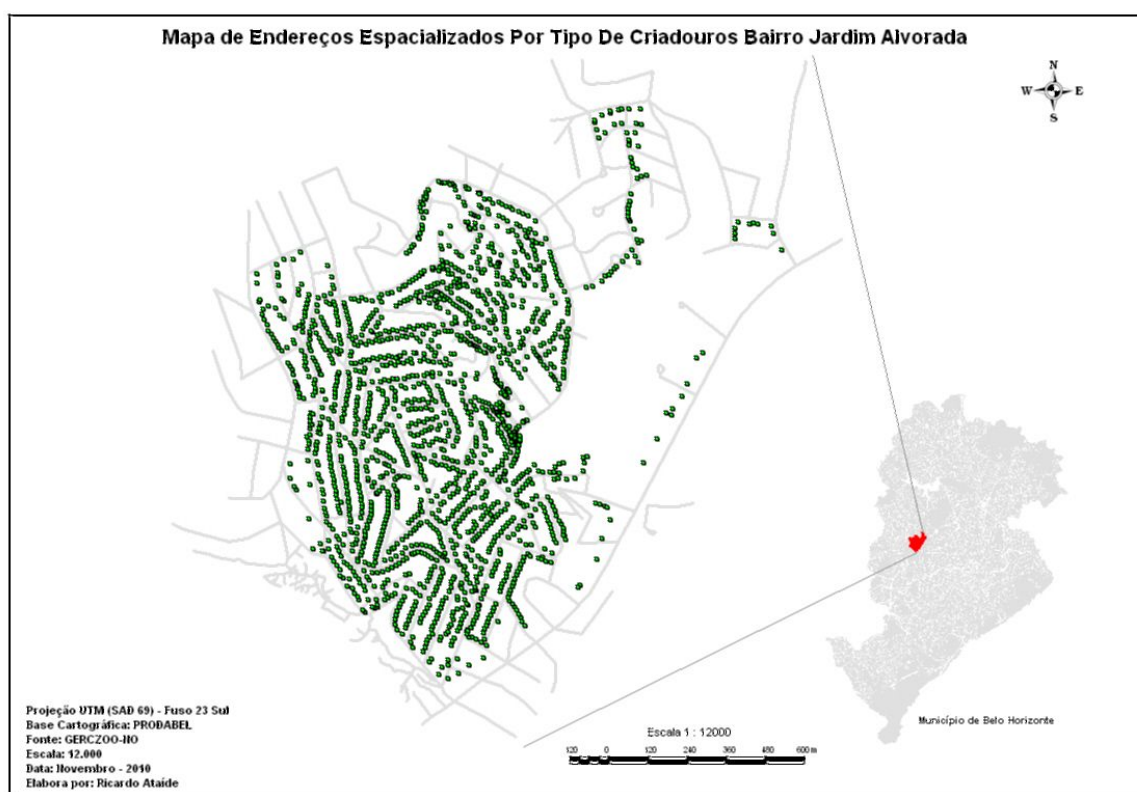 Mapa de Endereços Espacializados Por Tipo De Criadouros Bairro Jardim Alvorada
N
W E
S
Município de Belo Horizonte
Projeção UTM (SAD 69) - Fuso 23 Sul
Base Cartográfica: PRODABEL
Fonte: GERCZOO-NO
Escala: 12.000
Data: Novembro - 2010
Elabora por: Ricardo Ataíde
Escala 1 : 12000
120 0 120 240 360 480 600 m